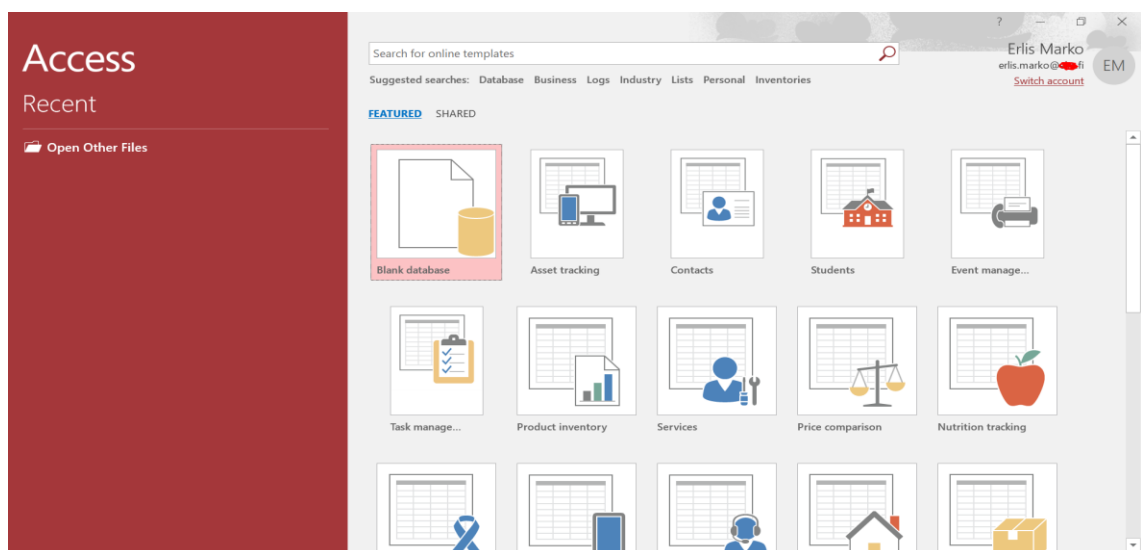 Access
Recent
Open Other Files
?
Search for online templates
Suggested searches: Database Business Logs Industry Lists Personal Inventories
Erlis Marko
erlis.marko@ fi
EM
Switch account
FEATURED SHARED
Blank database Asset tracking Contacts Students Event manage...
Task manage... Product inventory Services Price comparison Nutrition tracking